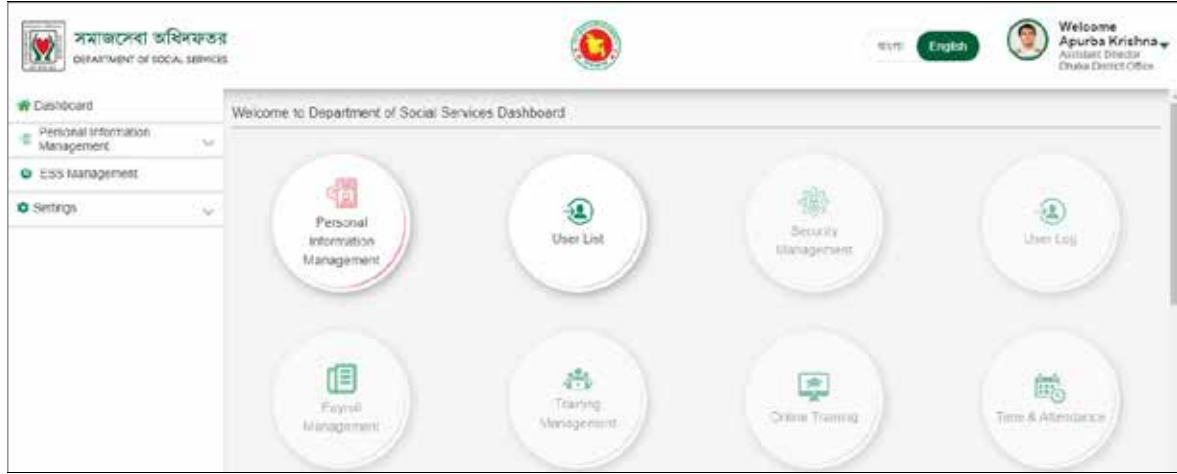 সমাজসেবা অধিদফতর
DEPARTMENT OF SOCIAL SERVICES
বাংলা
English
Welcome
Apurba Krishna
Assistant Director
Dhaka District Office
Dashboard
Personal Information
Management
ESS Management
Settings
Welcome to Department of Social Services Dashboard
Personal
Information
Management
User List
Security
Management
User Log
Payroll
Management
Training
Management
Online Training
Time & Attendance